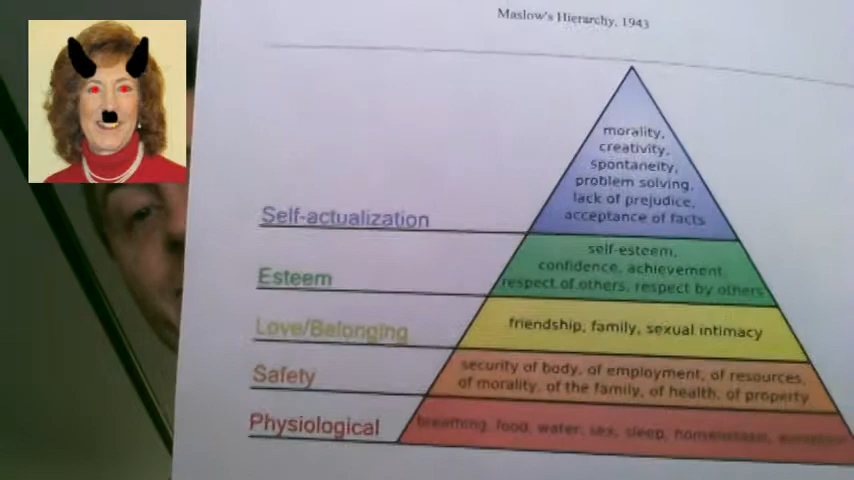 Maslow's Hierarchy, 1943
morality,
creativity,
spontaneity,
problem solving,
lack of prejudice,
acceptance of facts
Self-actualization
self-esteem,
confidence, achievement
respect of others, respect by others
Esteem
friendship, family, sexual intimacy
Love/Belonging
security of body, of employment, of resources,
of morality, of the family, of health, of property
Safety
breathing, food, water, sex, sleep, homeostasis, excretion
Physiological